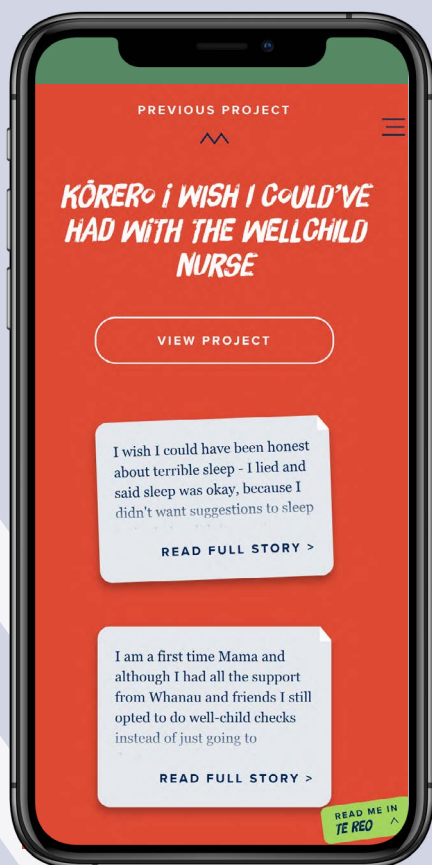 PREVIOUS PROJECT
KŌRERO I WISH I COULD'VE
HAD WITH THE WELLCHILD
NURSE
VIEW PROJECT
I wish I could have been honest
about terrible sleep - I lied and
said sleep was okay, because I
didn't want suggestions to sleep
READ FULL STORY >
I am a first time Mama and
although I had all the support
from Whanau and friends I still
opted to do well-child checks
instead of just going to
READ FULL STORY >
READ ME IN
TE REO